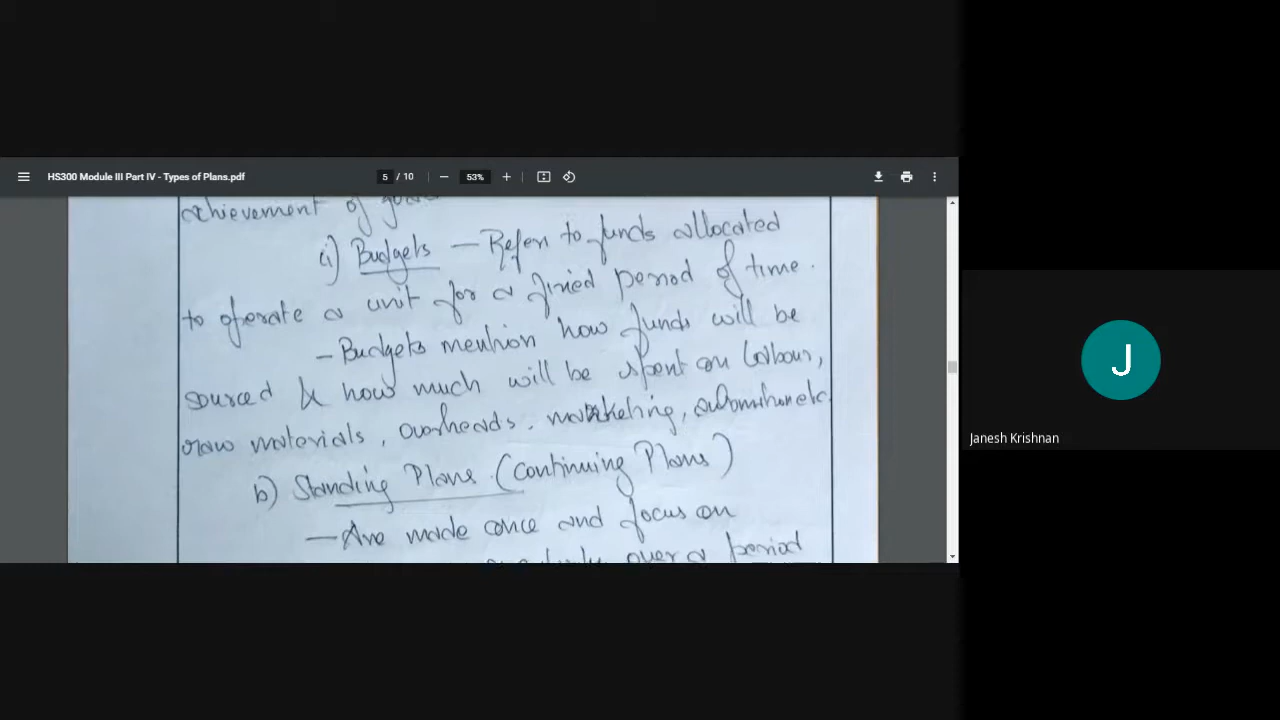 HS300 Module III Part IV - Types of Plans.pdf
5 / 10
53%
achievement of
i) Budgets — Refer to funds allocated
to operate a unit for a fixed period of time.
- Budgets mention how funds will be
sourced & how much will be spent on labour,
raw materials, overheads, marketing, automation etc.
b) Standing Plans (Continuing Plans)
— Are made once and focus on
over a period
J
Janesh Krishnan